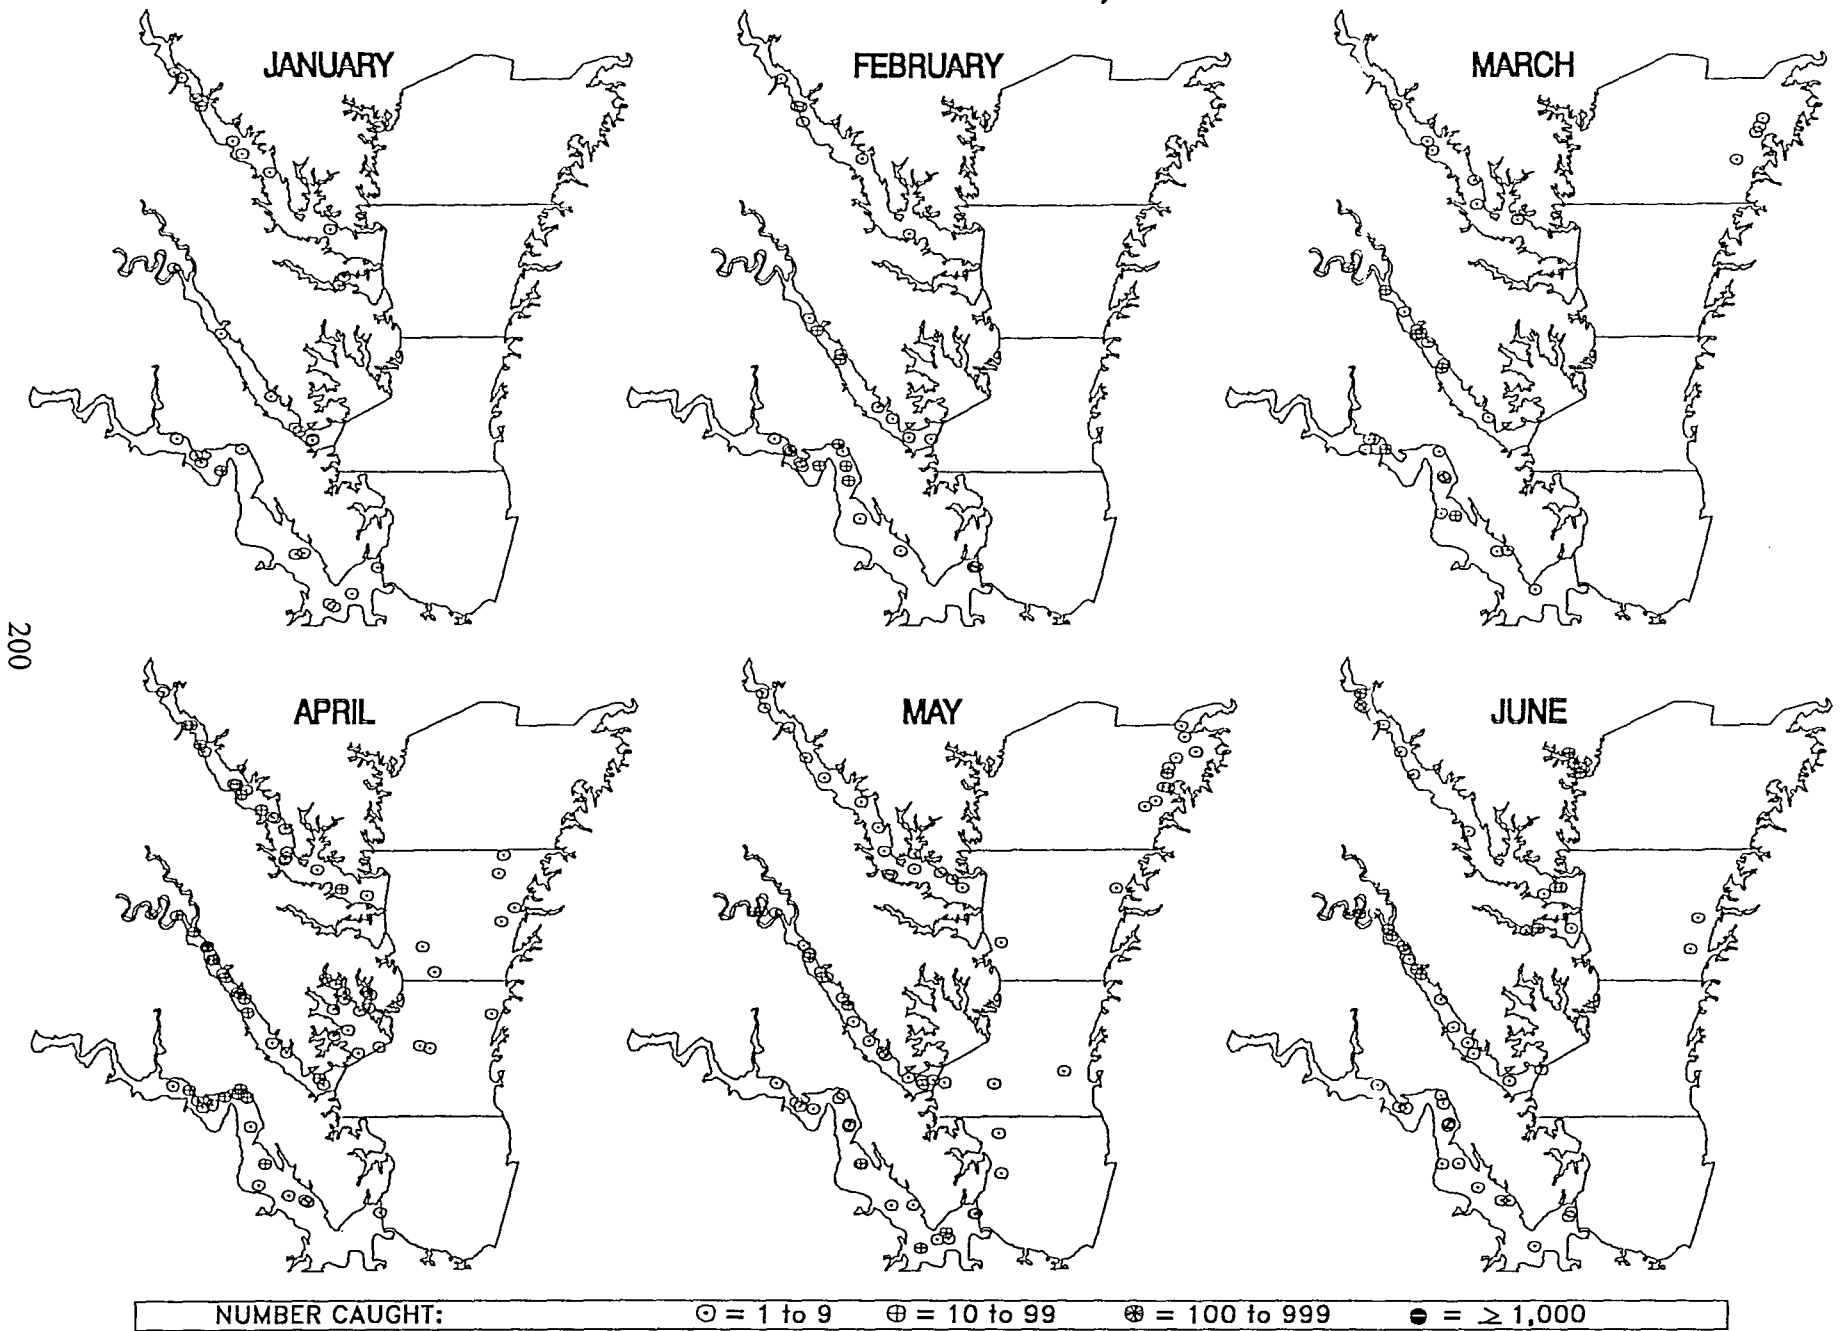 JANUARY FEBRUARY MARCH
200
APRIL MAY JUNE
NUMBER CAUGHT: ⊙ = 1 to 9 ⊕ = 10 to 99 ⊛ = 100 to 999 ● = ≥ 1,000